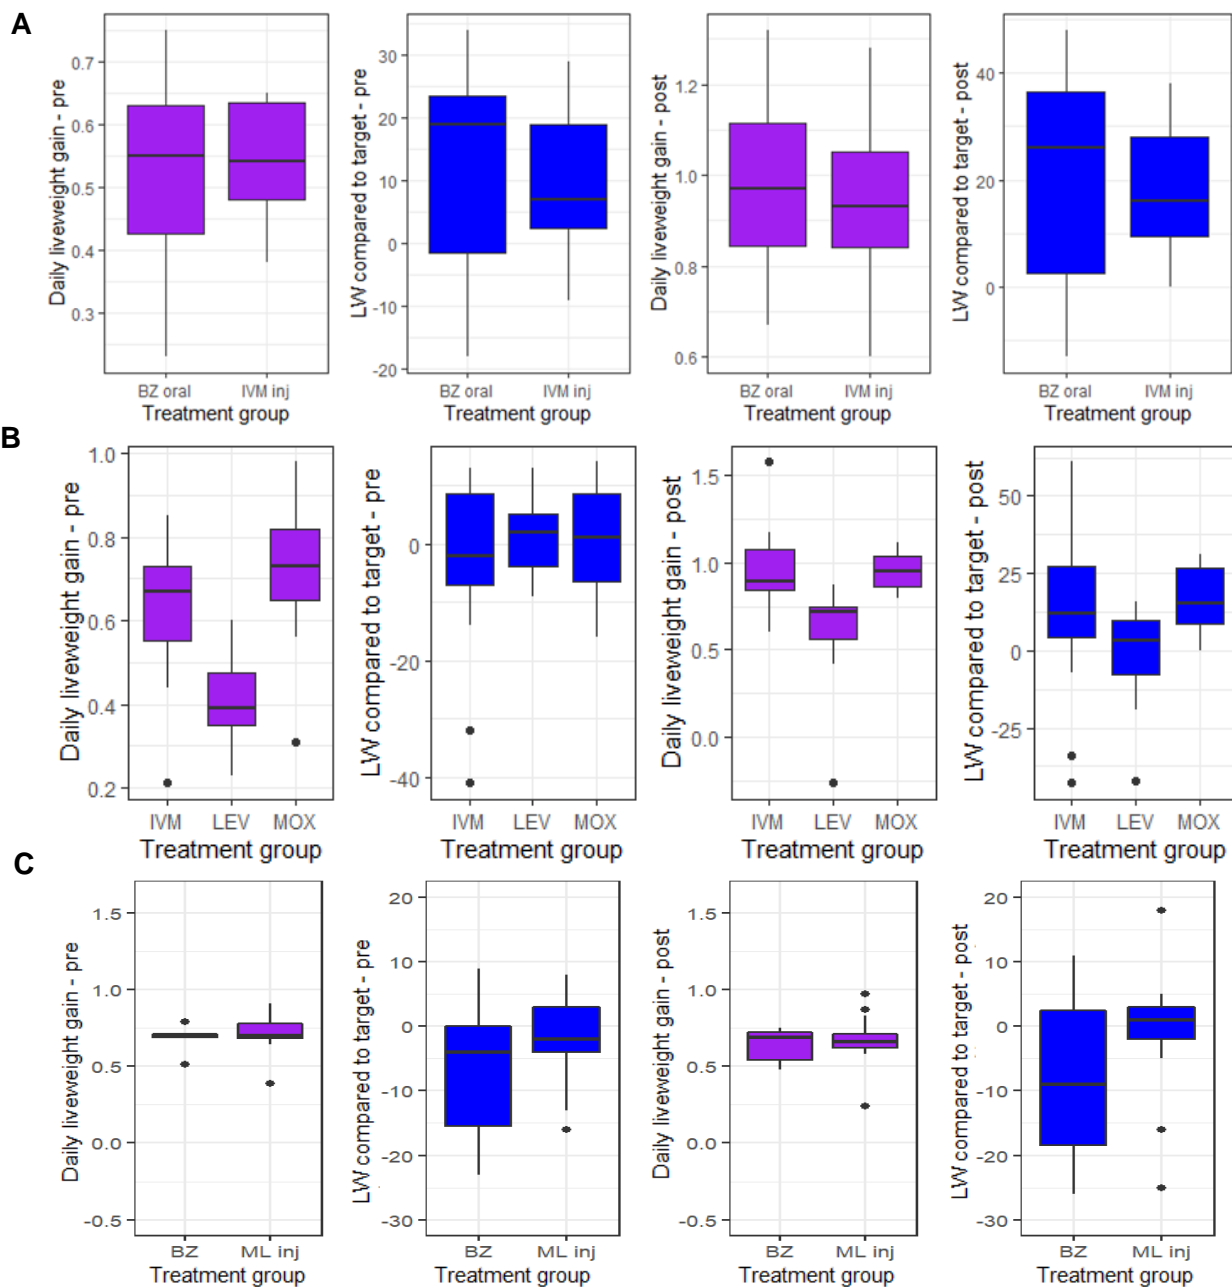 A
Daily liveweight gain - pre
0.7
0.6
0.5
0.4
0.3
BZ oral IVM inj
Treatment group
LW compared to target - pre
30
20
10
0
-10
-20
BZ oral IVM inj
Treatment group
Daily liveweight gain - post
1.2
1.0
0.8
0.6
BZ oral IVM inj
Treatment group
LW compared to target - post
40
20
0
BZ oral IVM inj
Treatment group
B
Daily liveweight gain - pre
1.0
0.8
0.6
0.4
0.2
IVM LEV MOX
Treatment group
LW compared to target - pre
0
-20
-40
IVM LEV MOX
Treatment group
Daily liveweight gain - post
1.5
1.0
0.5
0.0
IVM LEV MOX
Treatment group
LW compared to target - post
50
25
0
-25
IVM LEV MOX
Treatment group
C
Daily liveweight gain - pre
1.5
1.0
0.5
0.0
-0.5
BZ ML inj
Treatment group
LW compared to target - pre
20
10
0
-10
-20
-30
BZ ML inj
Treatment group
Daily liveweight gain - post
1.5
1.0
0.5
0.0
-0.5
BZ ML inj
Treatment group
LW compared to target - post
20
10
0
-10
-20
-30
BZ ML inj
Treatment group